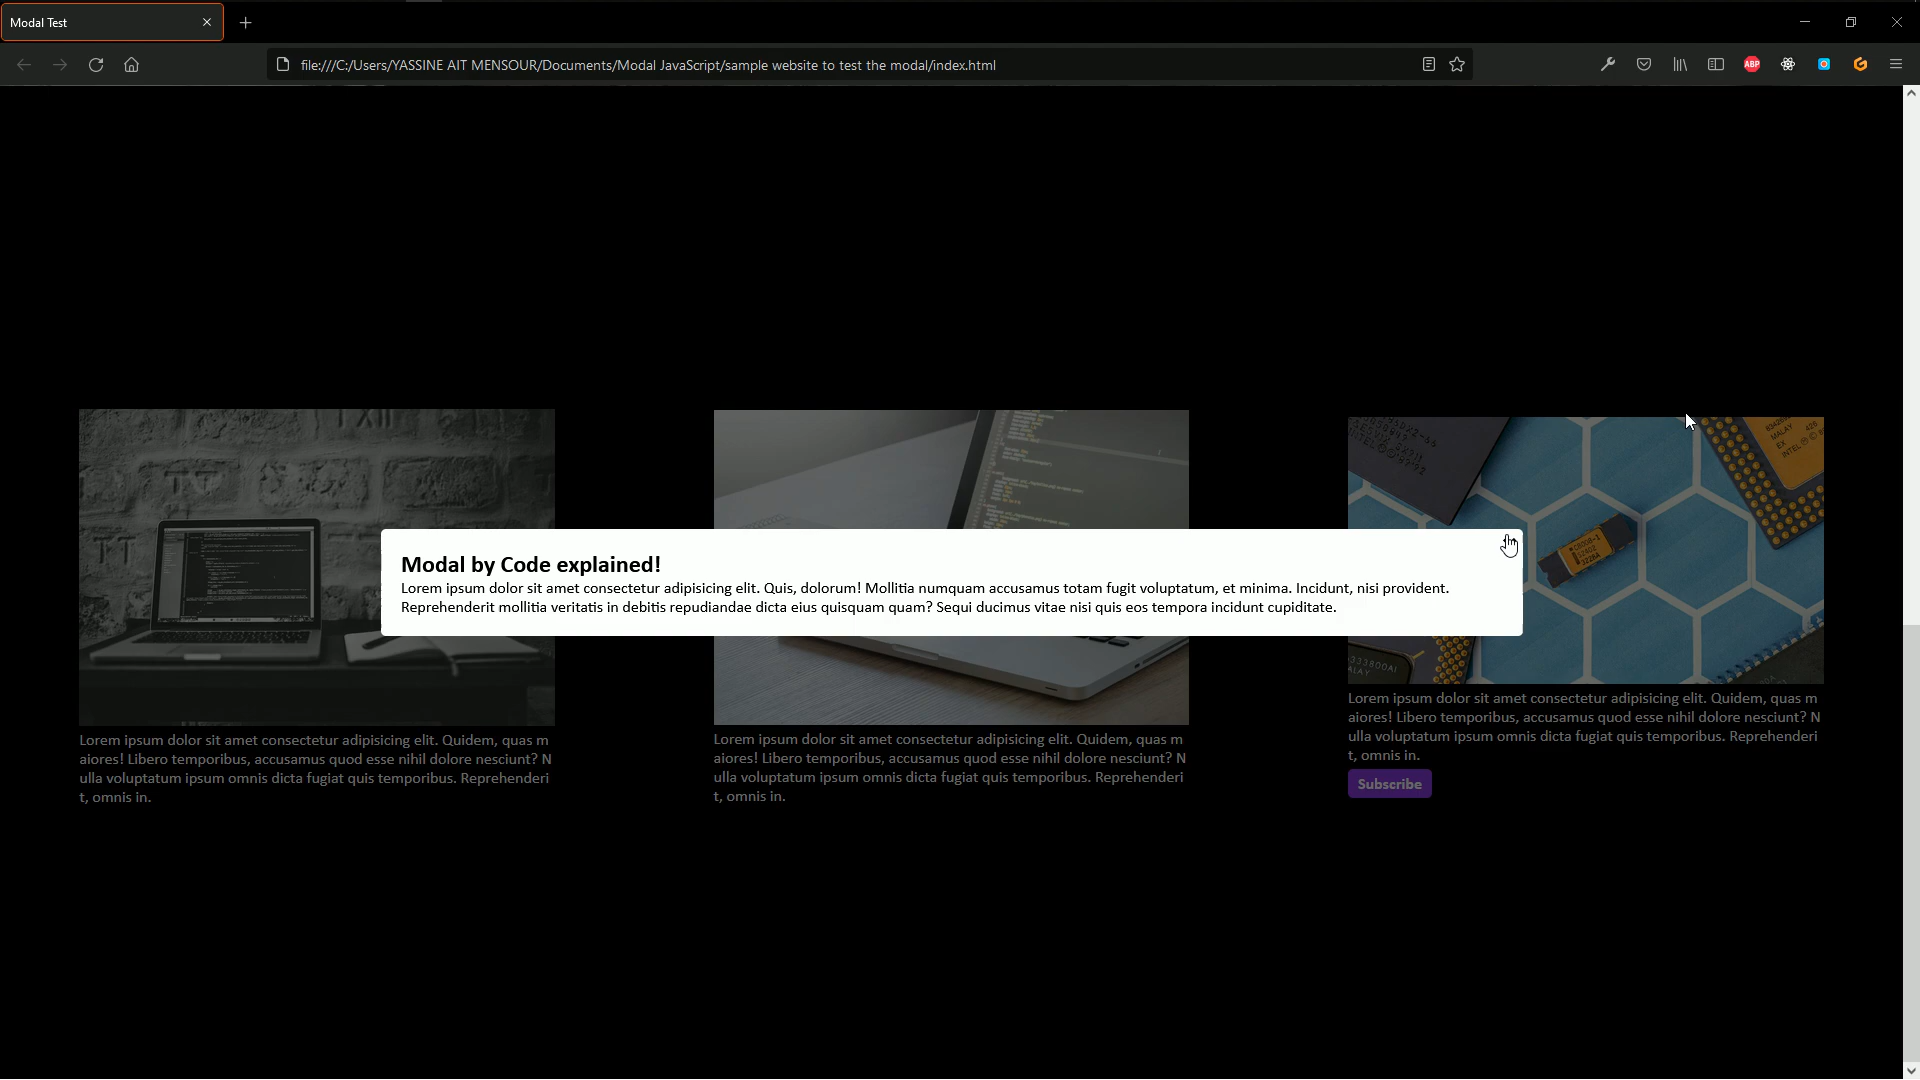 Modal Test
file:///C:/Users/YASSINE AIT MENSOUR/Documents/Modal JavaScript/sample website to test the modal/index.html
ABP
Modal by Code explained!
Lorem ipsum dolor sit amet consectetur adipisicing elit. Quis, dolorum! Mollitia numquam accusamus totam fugit voluptatum, et minima. Incidunt, nisi provident.
Reprehenderit mollitia veritatis in debitis repudiandae dicta eius quisquam quam? Sequi ducimus vitae nisi quis eos tempora incidunt cupiditate.
Lorem ipsum dolor sit amet consectetur adipisicing elit. Quidem, quas m
aiores! Libero temporibus, accusamus quod esse nihil dolore nesciunt? N
ulla voluptatum ipsum omnis dicta fugiat quis temporibus. Reprehenderi
t, omnis in.
Lorem ipsum dolor sit amet consectetur adipisicing elit. Quidem, quas m
aiores! Libero temporibus, accusamus quod esse nihil dolore nesciunt? N
ulla voluptatum ipsum omnis dicta fugiat quis temporibus. Reprehenderi
t, omnis in.
MALAY
INTEL
Lorem ipsum dolor sit amet consectetur adipisicing elit. Quidem, quas m
aiores! Libero temporibus, accusamus quod esse nihil dolore nesciunt? N
ulla voluptatum ipsum omnis dicta fugiat quis temporibus. Reprehenderi
t, omnis in.
Subscribe